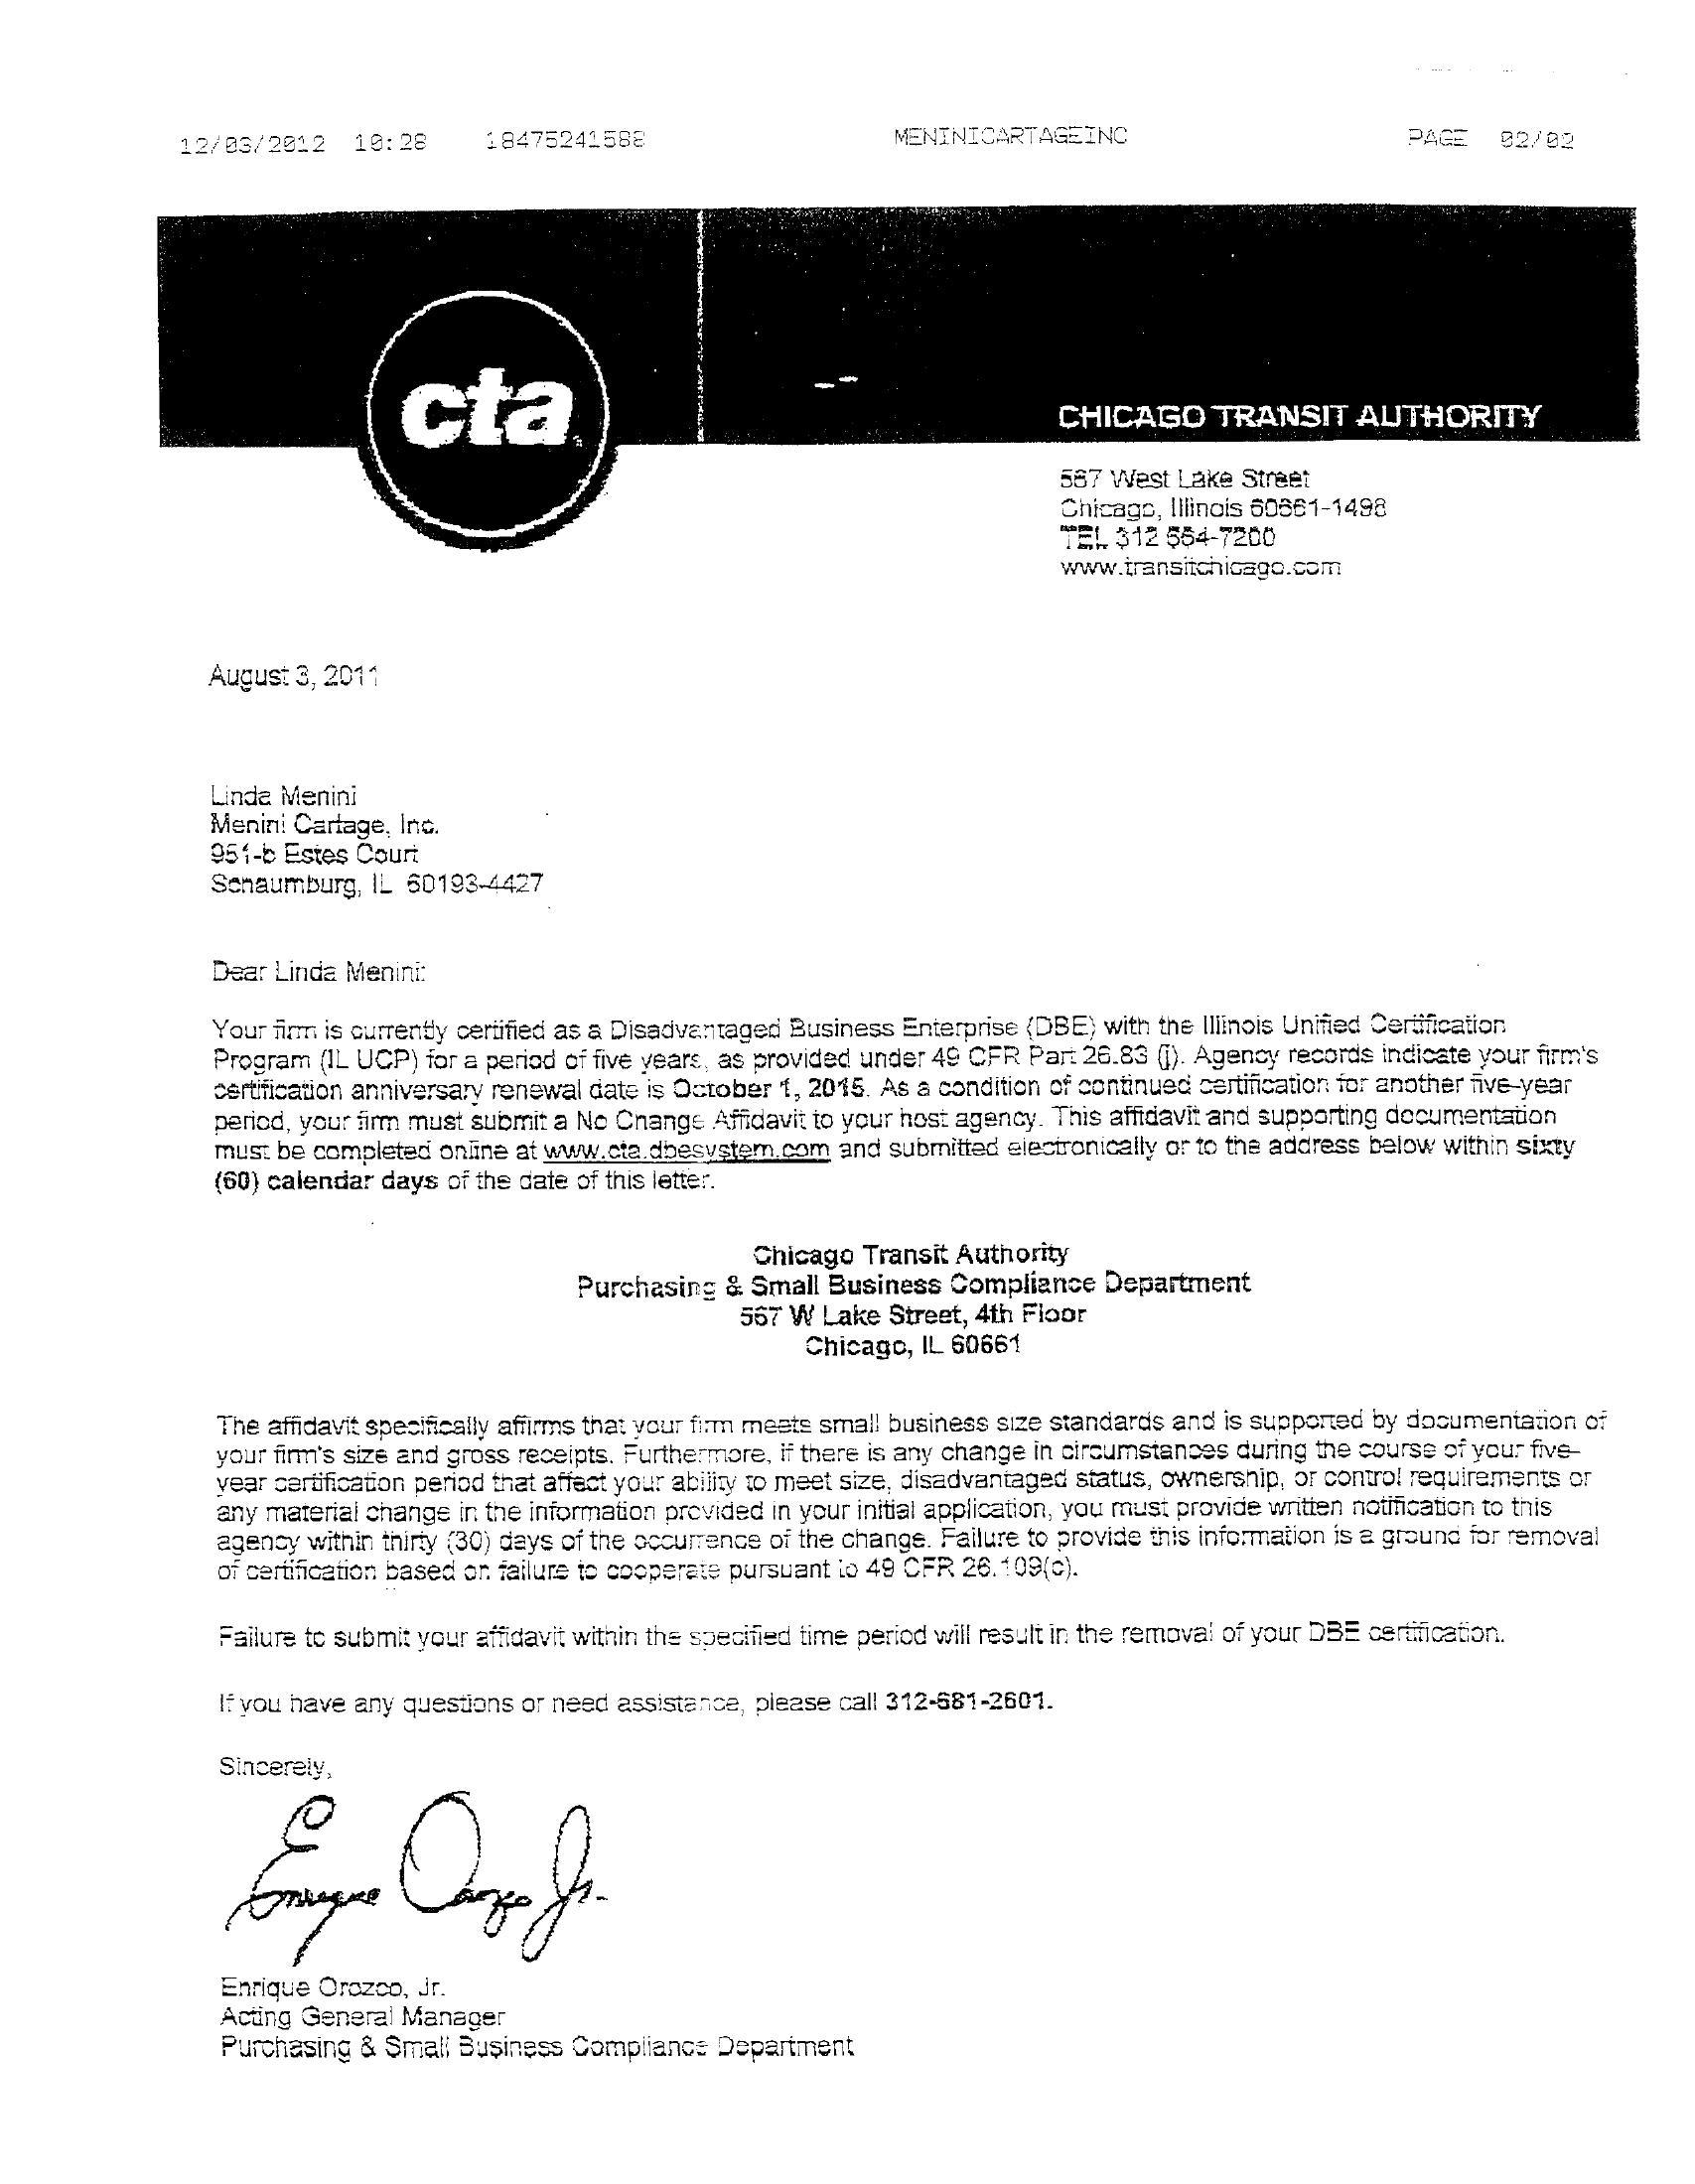 12/03/2012 10:28 18475241588 MENINICARTAGEINC PAGE 02/02
cta
CHICAGO TRANSIT AUTHORITY
567 West Lake Street
Chicago, Illinois 60661-1498
TEL 312 664-7200
www.transitchicago.com
August 3, 2011
Linda Menini
Menini Cartage, Inc.
951-b Estes Court
Schaumburg, IL 60193-4427
Dear Linda Menini:
Your firm is currently certified as a Disadvantaged Business Enterprise (DBE) with the Illinois Unified Certification
Program (IL UCP) for a period of five years, as provided under 49 CFR Part 26.83 (j). Agency records indicate your firm's
certification anniversary renewal date is October 1, 2015. As a condition of continued certification for another five-year
period, your firm must submit a No Change Affidavit to your host agency. This affidavit and supporting documentation
must be completed online at www.cta.dbesystem.com and submitted electronically or to the address below within sixty
(60) calendar days of the date of this letter.
Chicago Transit Authority
Purchasing & Small Business Compliance Department
567 W Lake Street, 4th Floor
Chicago, IL 60661
The affidavit specifically affirms that your firm meets small business size standards and is supported by documentation of
your firm's size and gross receipts. Furthermore, if there is any change in circumstances during the course of your five-
year certification period that affect your ability to meet size, disadvantaged status, ownership, or control requirements or
any material change in the information provided in your initial application, you must provide written notification to this
agency within thirty (30) days of the occurrence of the change. Failure to provide this information is a ground for removal
of certification based on failure to cooperate pursuant to 49 CFR 26.109(c).
Failure to submit your affidavit within the specified time period will result in the removal of your DBE certification.
If you have any questions or need assistance, please call 312-681-2601.
Sincerely,
Enrique Orozco Jr.
Enrique Orozco, Jr.
Acting General Manager
Purchasing & Small Business Compliance Department